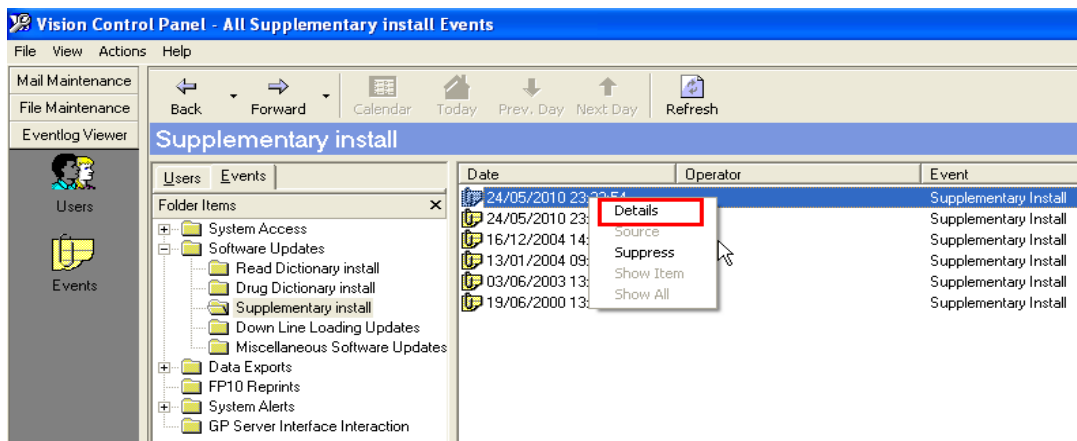 Vision Control Panel - All Supplementary install Events
File View Actions Help
Mail Maintenance
File Maintenance
Eventlog Viewer
Users
Events
Back Forward Calendar Today Prev. Day Next Day Refresh
Supplementary install
Users Events
Folder Items
System Access
Software Updates
Read Dictionary install
Drug Dictionary install
Supplementary install
Down Line Loading Updates
Miscellaneous Software Updates
Data Exports
FP10 Reprints
System Alerts
GP Server Interface Interaction
Date Operator Event
24/05/2010 Supplementary Install
24/05/2010 23: Supplementary Install
16/12/2004 14: Supplementary Install
13/01/2004 09: Supplementary Install
03/06/2003 13: Supplementary Install
19/06/2000 13: Supplementary Install
Details
Source
Suppress
Show Item
Show All